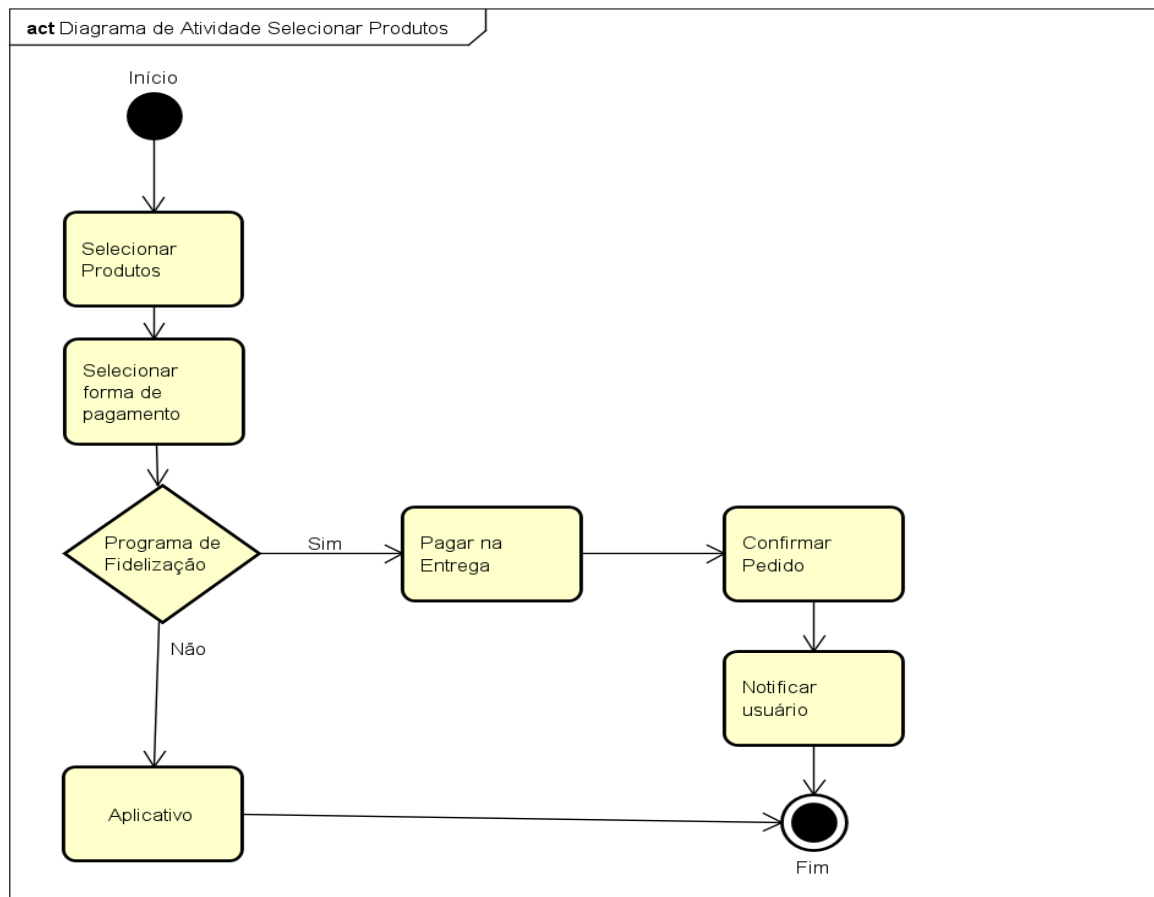 act Diagrama de Atividade Selecionar Produtos
Início
Selecionar
Produtos
Selecionar
forma de
pagamento
Programa de
Fidelização
Sim
Pagar na
Entrega
Confirmar
Pedido
Não
Notificar
usuário
Aplicativo
Fim